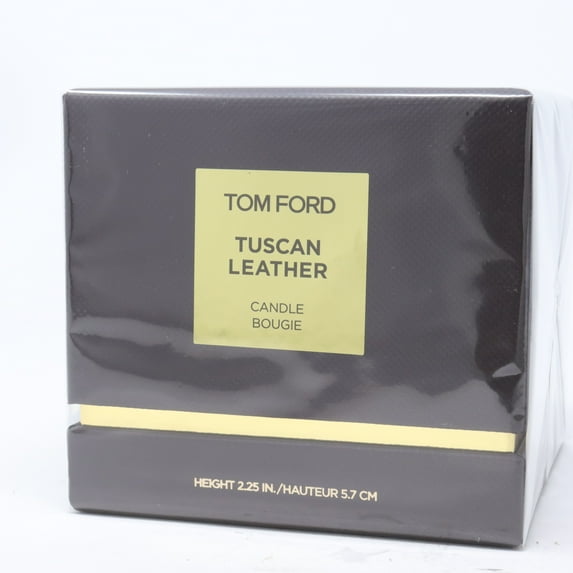 TOM FORD
TUSCAN
LEATHER
CANDLE
BOUGIE
HEIGHT 2.25 IN./HAUTEUR 5.7 CM